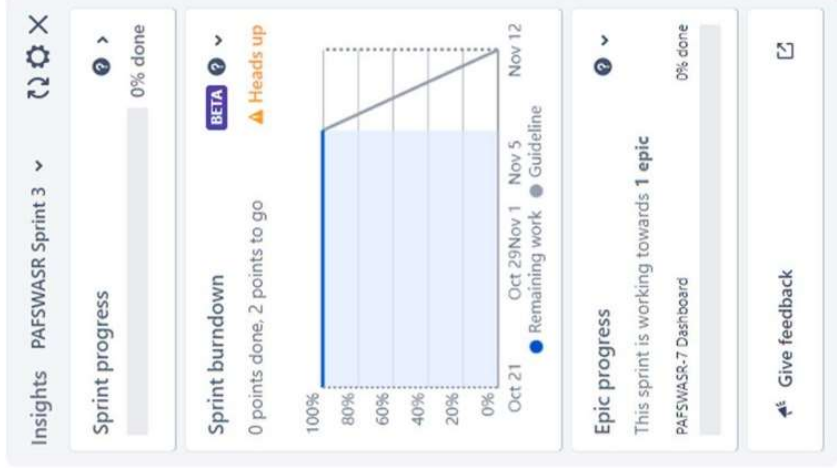 Insights PAFSWASR Sprint 3
Sprint progress
0% done
Sprint burndown BETA
0 points done, 2 points to go Heads up
100%
80%
60%
40%
20%
0%
Oct 21 Oct 29Nov 1 Nov 5 Nov 12
Remaining work Guideline
Epic progress
This sprint is working towards 1 epic
PAFSWASR-7 Dashboard 0% done
Give feedback